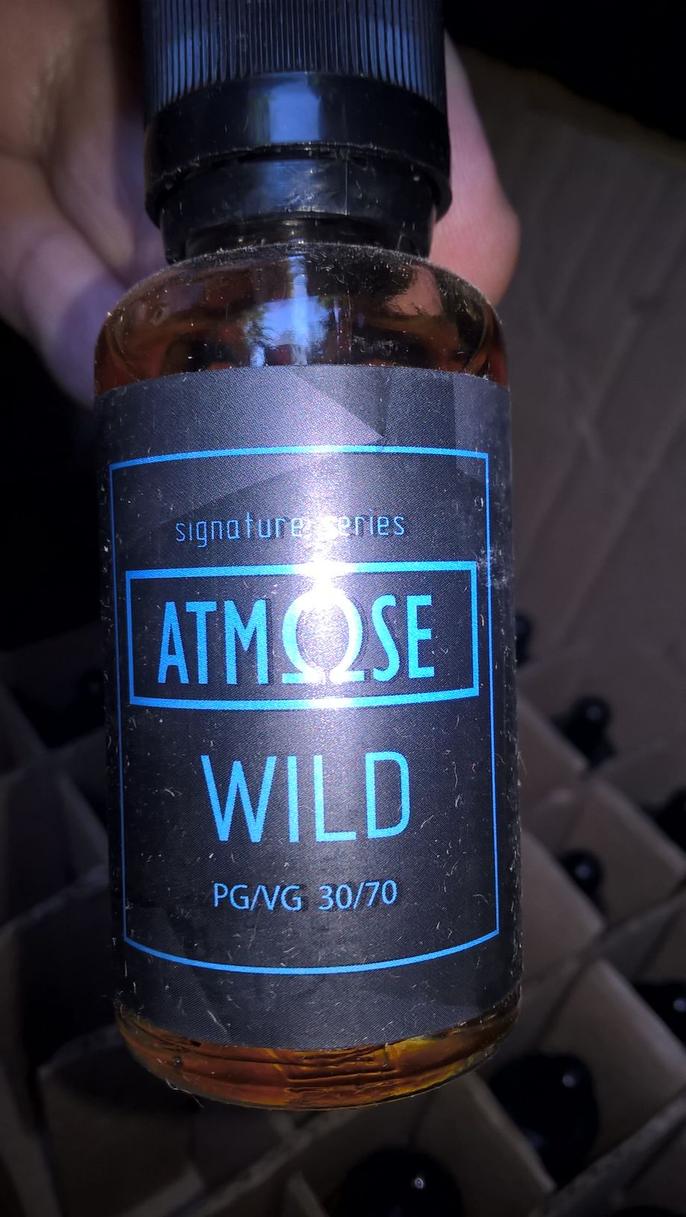 signature series
ATMΩSE
WILD
PG/VG 30/70